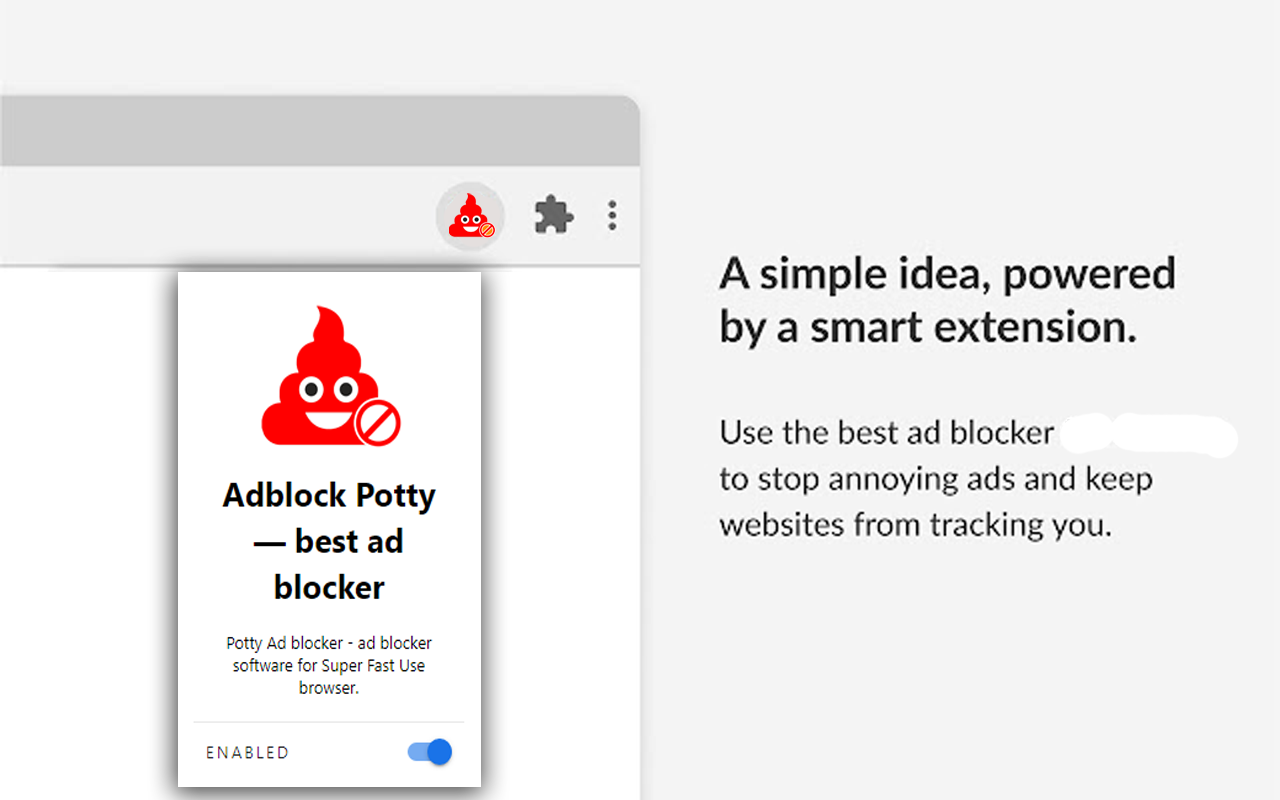 Adblock Potty
— best ad
blocker
Potty Ad blocker - ad blocker
software for Super Fast Use
browser.
ENABLED
A simple idea, powered
by a smart extension.
Use the best ad blocker
to stop annoying ads and keep
websites from tracking you.